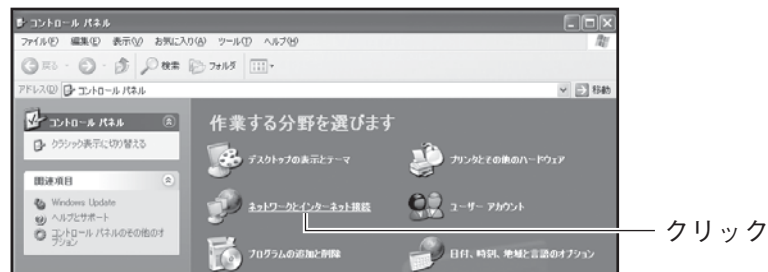 コントロール パネル
ファイル(F) 編集(E) 表示(V) お気に入り(A) ツール(T) ヘルプ(H)
戻る 検索 フォルダ
アドレス(D) コントロール パネル 移動
コントロール パネル
クラシック表示に切り替える
関連項目
Windows Update
ヘルプとサポート
コントロール パネルのその他のオプション
作業する分野を選びます
デスクトップの表示とテーマ
プリンタとその他のハードウェア
ネットワークとインターネット接続
ユーザー アカウント
プログラムの追加と削除
日付、時刻、地域と言語のオプション
クリック